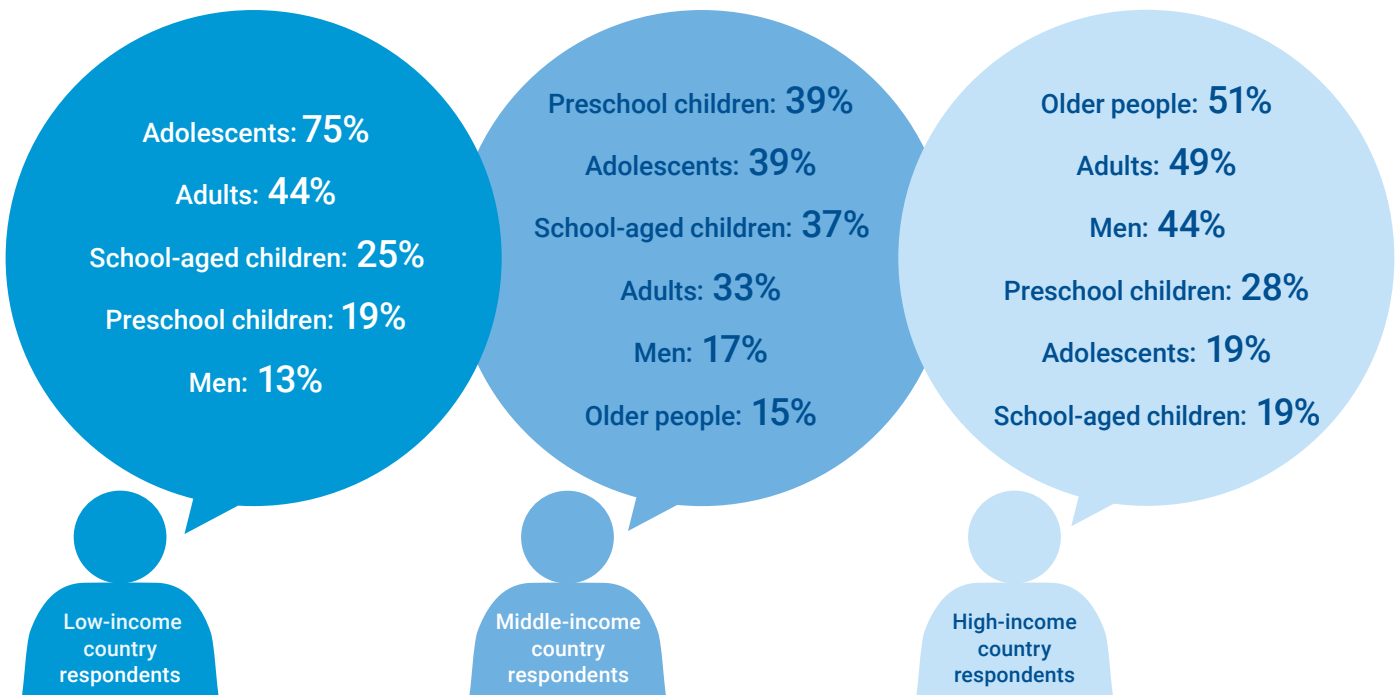 Adolescents: 75%
Adults: 44%
School-aged children: 25%
Preschool children: 19%
Men: 13%
Low-income
country
respondents
Preschool children: 39%
Adolescents: 39%
School-aged children: 37%
Adults: 33%
Men: 17%
Older people: 15%
Middle-income
country
respondents
Older people: 51%
Adults: 49%
Men: 44%
Preschool children: 28%
Adolescents: 19%
School-aged children: 19%
High-income
country
respondents